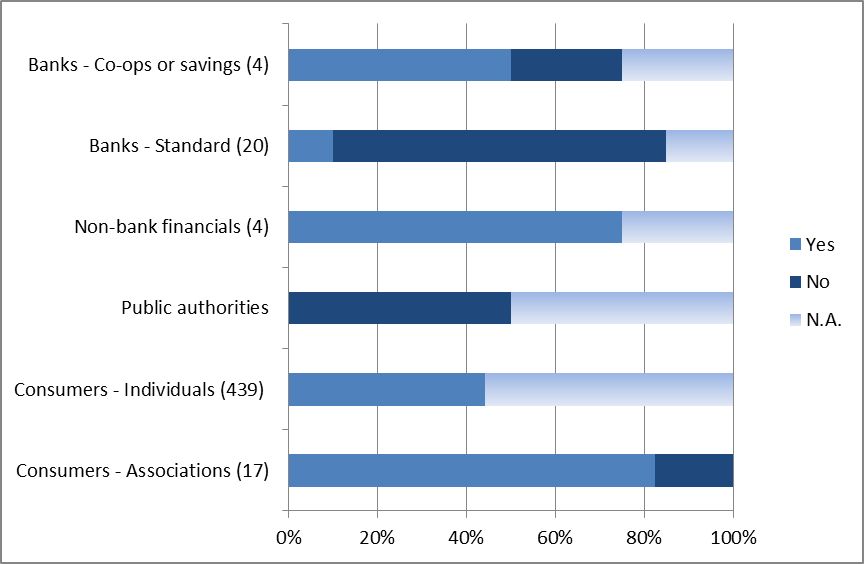 Banks - Co-ops or savings (4)
Banks - Standard (20)
Non-bank financials (4)
Public authorities
Consumers - Individuals (439)
Consumers - Associations (17)
0% 20% 40% 60% 80% 100%
Yes
No
N.A.